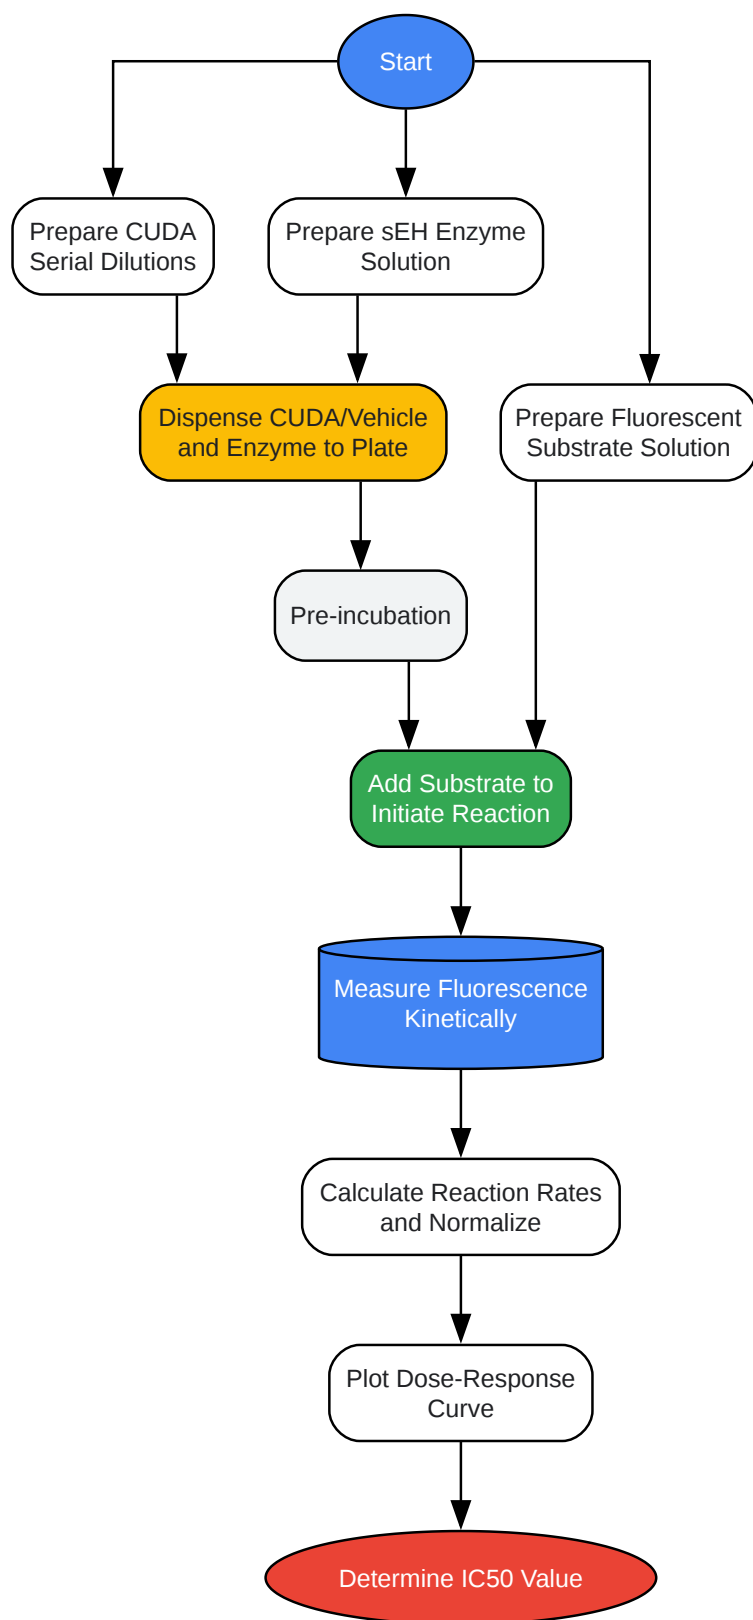 Start
Prepare CUDA
Serial Dilutions
Prepare sEH Enzyme
Solution
Dispense CUDA/Vehicle
and Enzyme to Plate
Prepare Fluorescent
Substrate Solution
Pre-incubation
Add Substrate to
Initiate Reaction
Measure Fluorescence
Kinetically
Calculate Reaction Rates
and Normalize
Plot Dose-Response
Curve
Determine IC50 Value